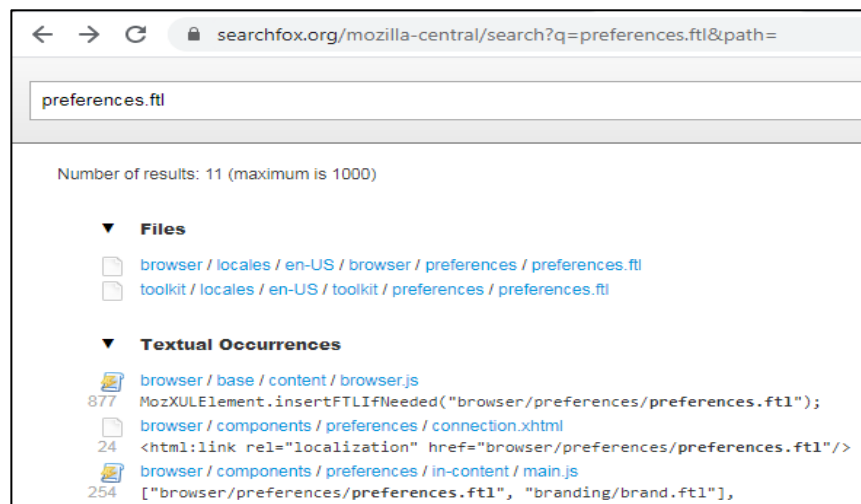 searchfox.org/mozilla-central/search?q=preferences.ftl&path=
preferences.ftl
Number of results: 11 (maximum is 1000)
▼ Files
browser / locales / en-US / browser / preferences / preferences.ftl
toolkit / locales / en-US / toolkit / preferences / preferences.ftl
▼ Textual Occurrences
browser / base / content / browser.js
877 MozXULElement.insertFTLIfNeeded("browser/preferences/preferences.ftl");
browser / components / preferences / connection.xhtml
24 <html:link rel="localization" href="browser/preferences/preferences.ftl"/>
browser / components / preferences / in-content / main.js
254 ["browser/preferences/preferences.ftl", "branding/brand.ftl"],